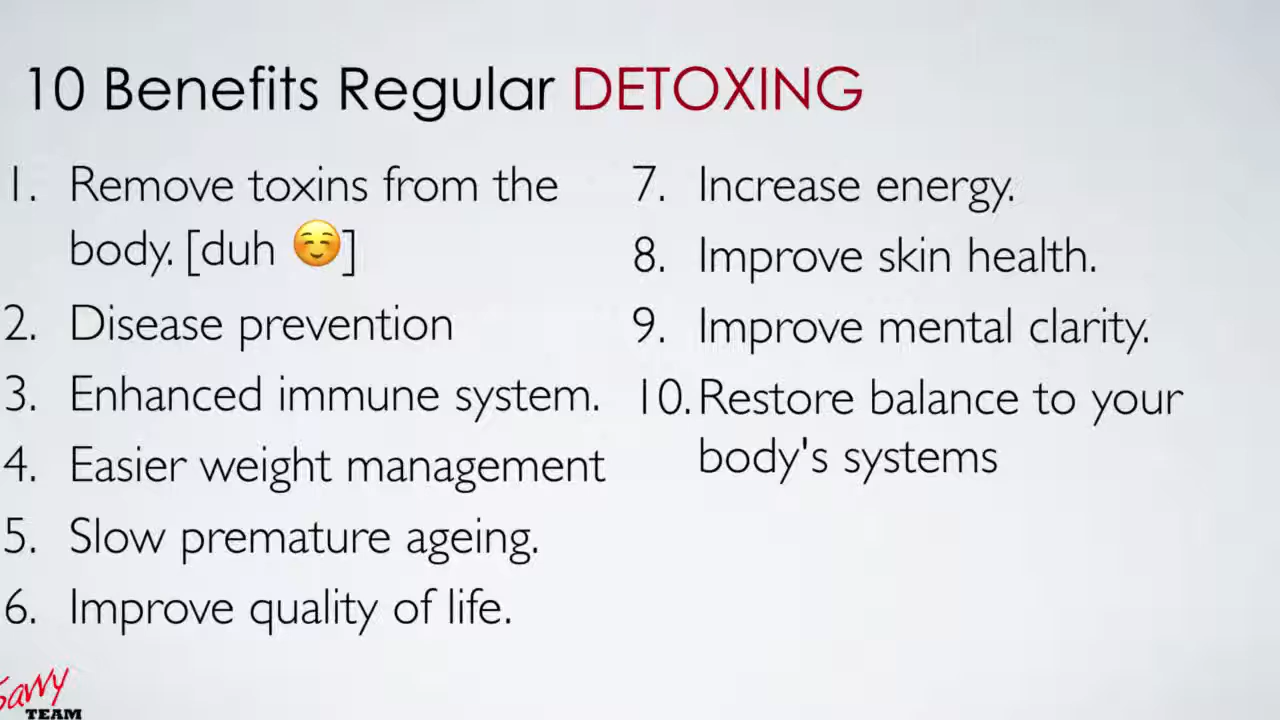 10 Benefits Regular DETOXING
1. Remove toxins from the
body. [duh ☺️]
2. Disease prevention
3. Enhanced immune system.
4. Easier weight management
5. Slow premature ageing.
6. Improve quality of life.
7. Increase energy.
8. Improve skin health.
9. Improve mental clarity.
10. Restore balance to your
body's systems
Savvy
TEAM